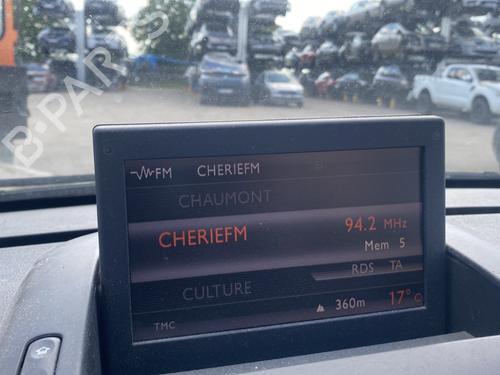 B-PARTS
FM CHERIEFM
CHAUMONT
CHERIEFM 94.2 MHz
Mem 5
RDS TA
CULTURE
TMC 360m 17°C